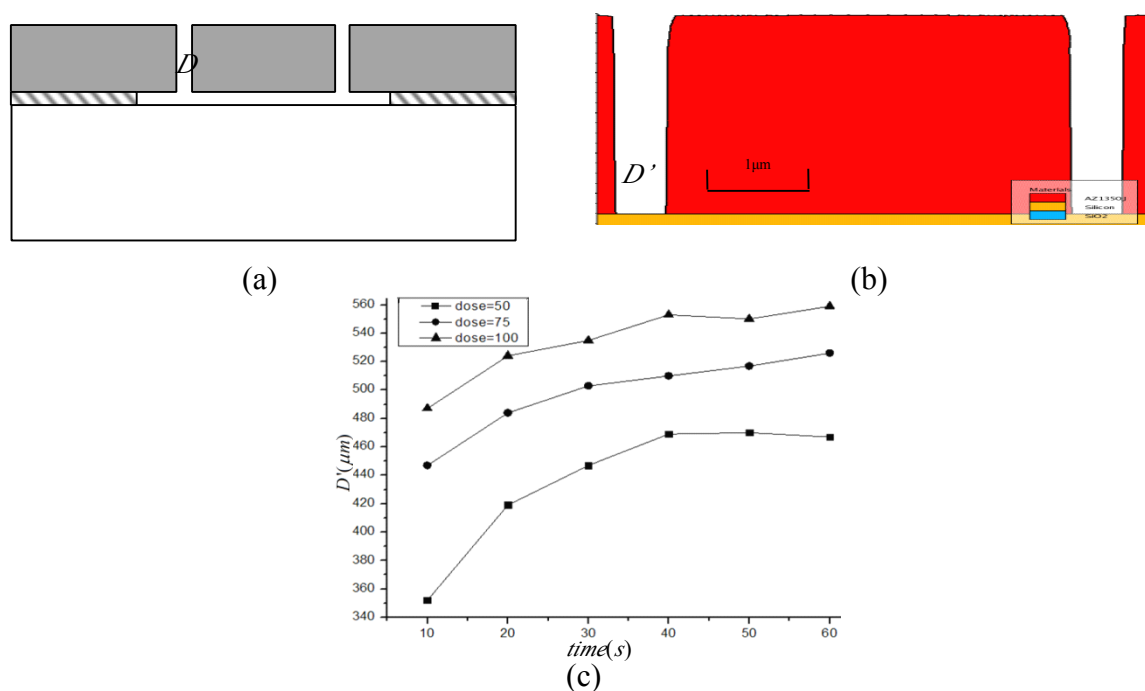 D
D'
1μm
Materials
AZ1350J
Silicon
SiO2
(a)
(b)
dose=50
dose=75
dose=100
560
540
520
500
480
460
440
420
400
380
360
340
D'(μm)
10 20 30 40 50 60
time(s)
(c)